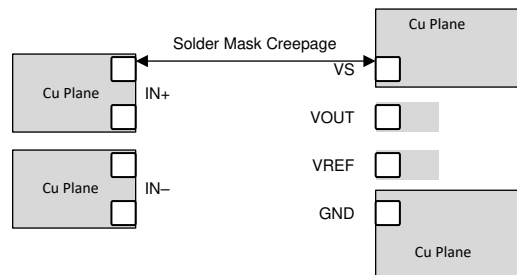 Cu Plane
Solder Mask Creepage
VS
Cu Plane
IN+
VOUT
VREF
Cu Plane
IN–
GND
Cu Plane